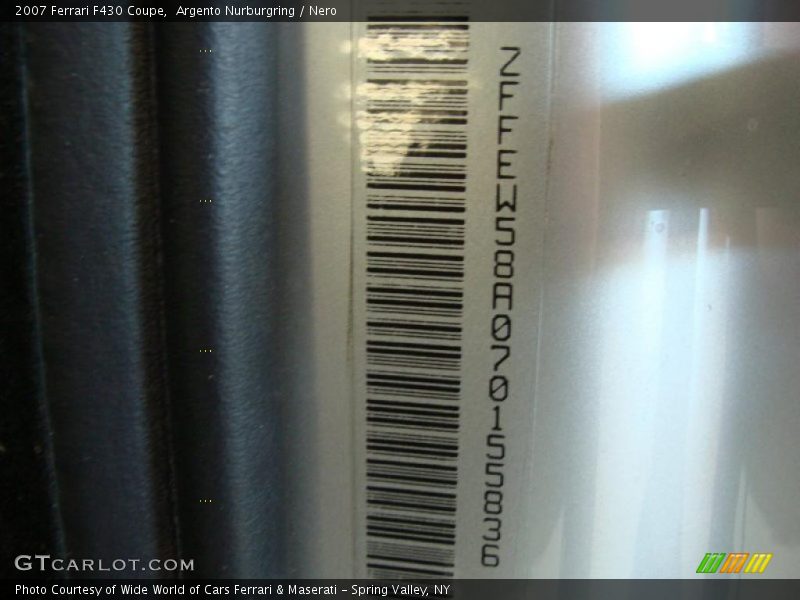 2007 Ferrari F430 Coupe, Argento Nurburgring / Nero
ZFFEW58A070155836
GTCARLOT.COM
Photo Courtesy of Wide World of Cars Ferrari & Maserati – Spring Valley, NY